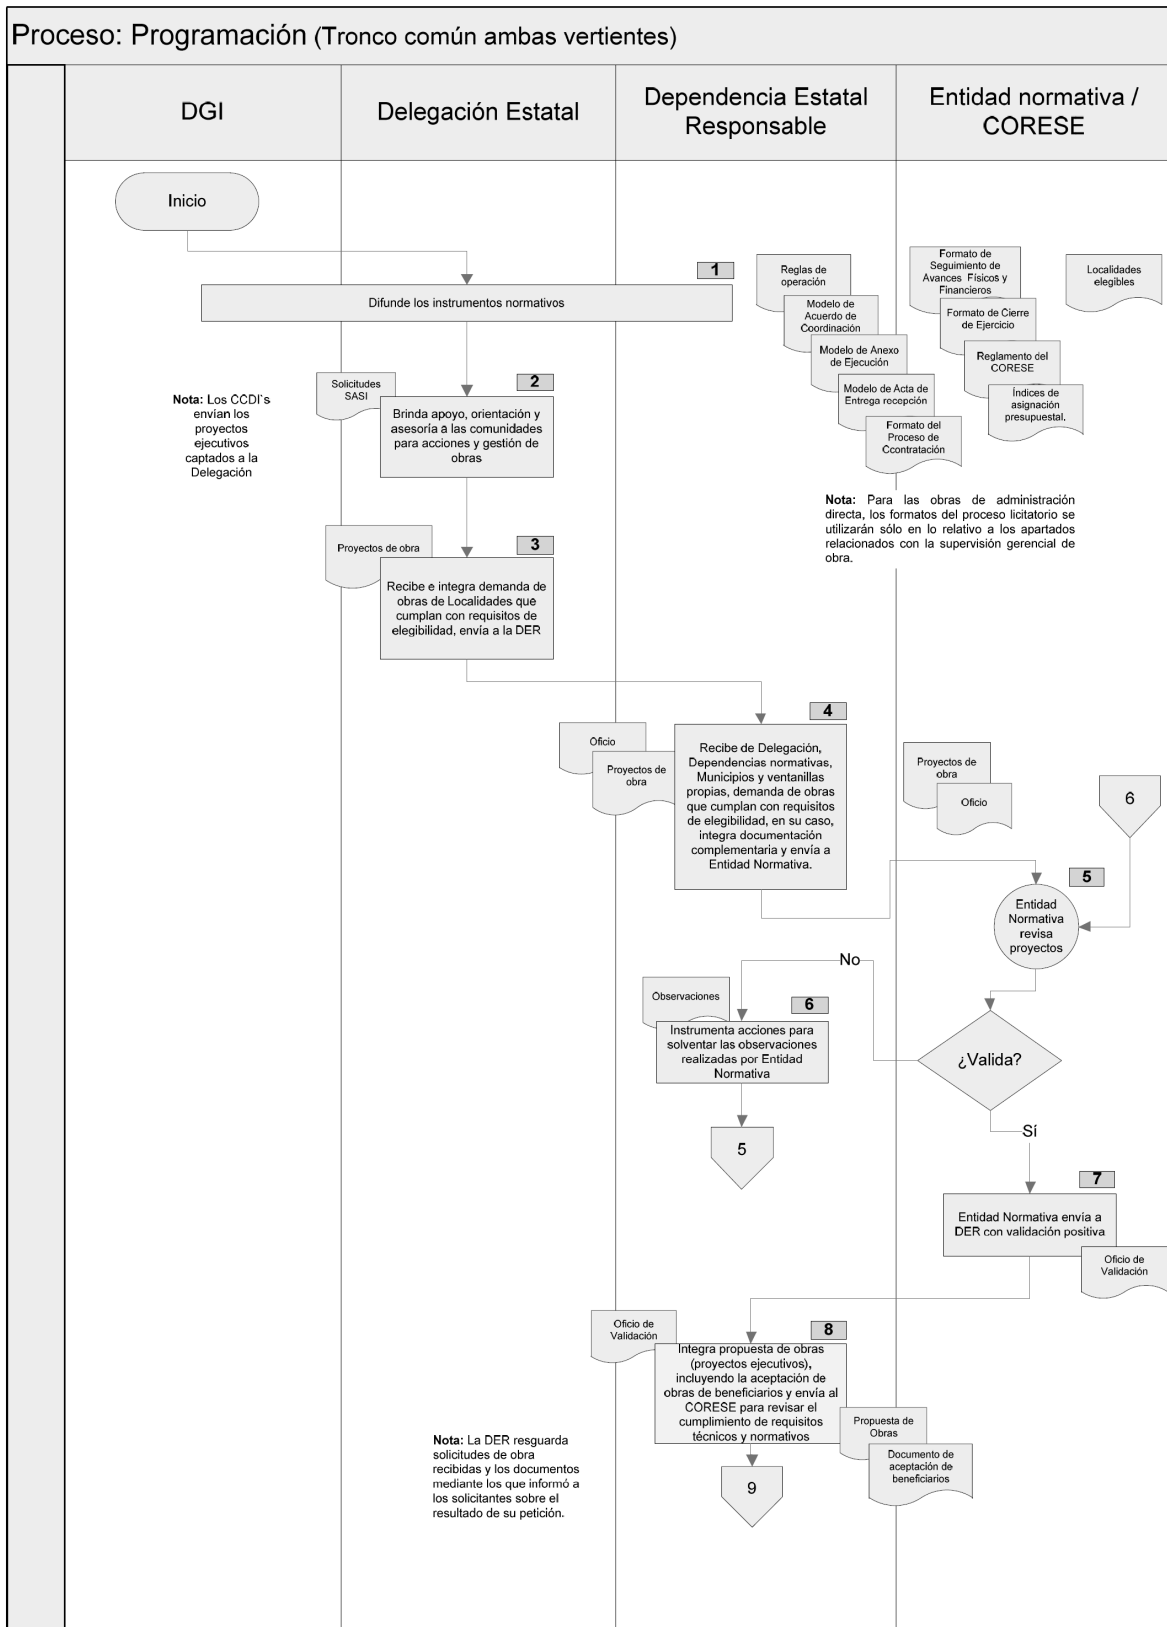 Proceso: Programación (Tronco común ambas vertientes)
DGI
Delegación Estatal
Dependencia Estatal
Responsable
Entidad normativa /
CORESE
Inicio
1
Difunde los instrumentos normativos
Reglas de
operación
Modelo de
Acuerdo de
Coordinación
Modelo de Anexo
de Ejecución
Modelo de Acta de
Entrega recepción
Formato del
Proceso de
Ccontratación
Formato de
Seguimiento de
Avances Físicos y
Financieros
Formato de Cierre
de Ejercicio
Reglamento del
CORESE
Índices de
asignación
presupuestal.
Localidades
elegibles
Nota: Para las obras de administración
directa, los formatos del proceso licitatorio se
utilizarán sólo en lo relativo a los apartados
relacionados con la supervisión gerencial de
obra.
Nota: Los CCDI`s
envían los
proyectos
ejecutivos
captados a la
Delegación
Solicitudes
SASI
2
Brinda apoyo, orientación y
asesoría a las comunidades
para acciones y gestión de
obras
Proyectos de obra
3
Recibe e integra demanda de
obras de Localidades que
cumplan con requisitos de
elegibilidad, envía a la DER
Oficio
Proyectos de
obra
4
Recibe de Delegación,
Dependencias normativas,
Municipios y ventanillas
propias, demanda de obras
que cumplan con requisitos
de elegibilidad, en su caso,
integra documentación
complementaria y envía a
Entidad Normativa.
Proyectos de
obra
Oficio
6
5
Entidad
Normativa
revisa
proyectos
No
Observaciones
6
Instrumenta acciones para
solventar las observaciones
realizadas por Entidad
Normativa
5
¿Valida?
Sí
7
Entidad Normativa envía a
DER con validación positiva
Oficio de
Validación
Oficio de
Validación
8
Integra propuesta de obras
(proyectos ejecutivos),
incluyendo la aceptación de
obras de beneficiarios y envía al
CORESE para revisar el
cumplimiento de requisitos
técnicos y normativos
Propuesta de
Obras
Documento de
aceptación de
beneficiarios
Nota: La DER resguarda
solicitudes de obra
recibidas y los documentos
mediante los que informó a
los solicitantes sobre el
resultado de su petición.
9